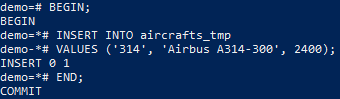 demo=# BEGIN;
BEGIN
demo=*# INSERT INTO aircrafts_tmp
demo-*# VALUES ('314', 'Airbus A314-300', 2400);
INSERT 0 1
demo=*# END;
COMMIT